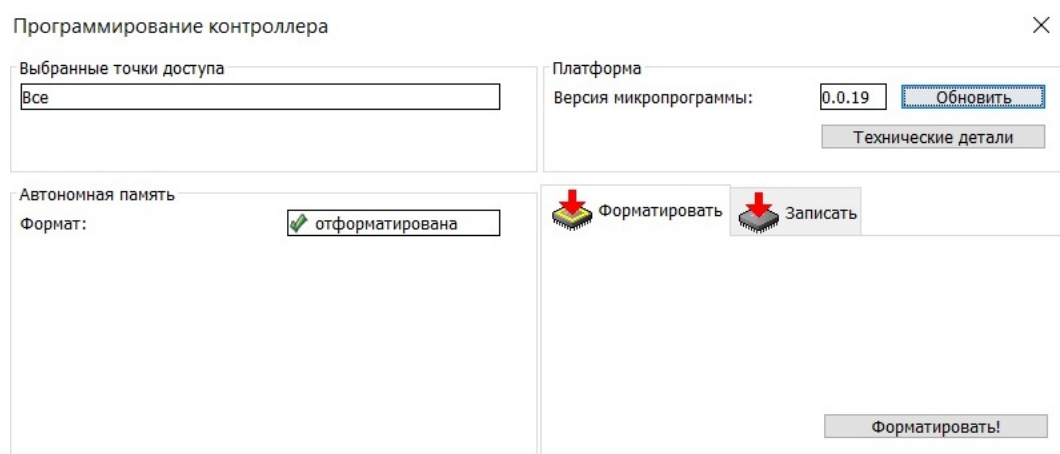 Программирование контроллера
Выбранные точки доступа
Все
Платформа
Версия микропрограммы: 0.0.19 Обновить
Технические детали
Автономная память
Формат: отформатирована
Форматировать Записать
Форматировать!